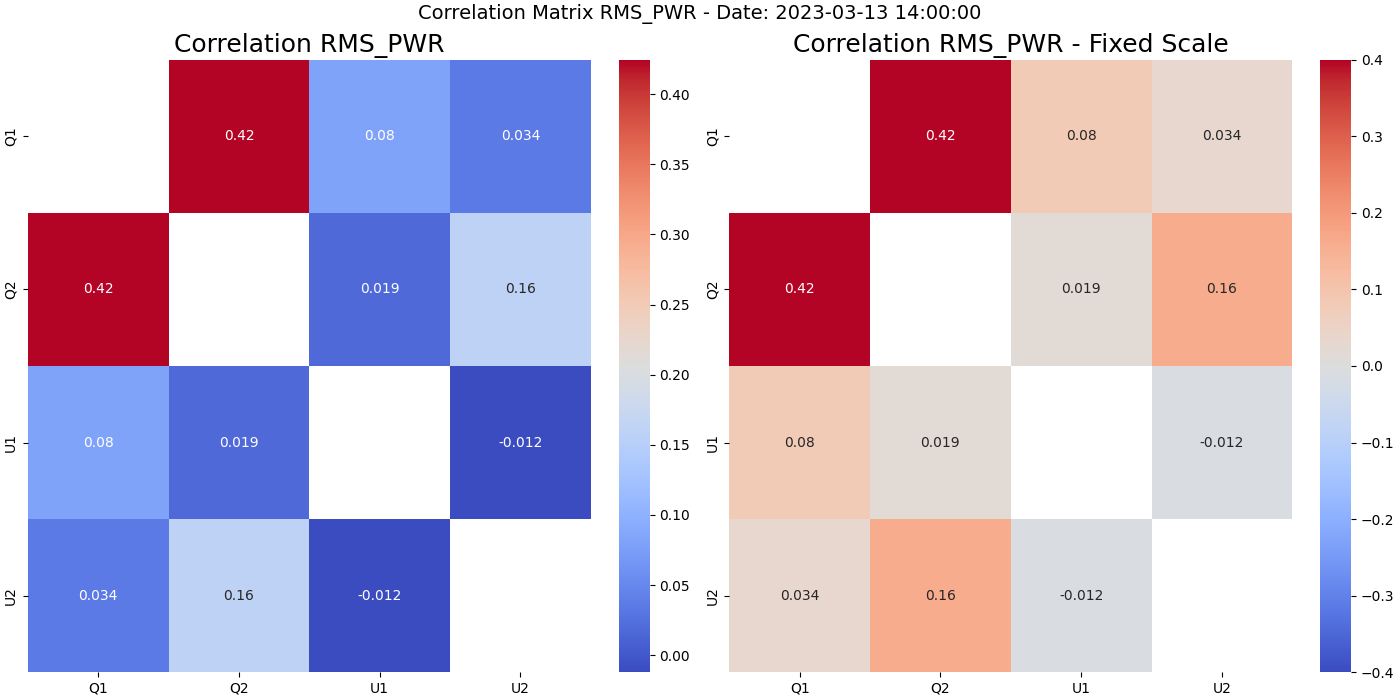 Correlation Matrix RMS_PWR - Date: 2023-03-13 14:00:00
Correlation RMS_PWR
Q1
0.42
0.08
0.034
Q2
0.42
0.019
0.16
U1
0.08
0.019
-0.012
U2
0.034
0.16
-0.012
Q1
Q2
U1
U2
0.40
0.35
0.30
0.25
0.20
0.15
0.10
0.05
0.00
Correlation RMS_PWR - Fixed Scale
Q1
0.42
0.08
0.034
Q2
0.42
0.019
0.16
U1
0.08
0.019
-0.012
U2
0.034
0.16
-0.012
Q1
Q2
U1
U2
0.4
0.3
0.2
0.1
0.0
−0.1
−0.2
−0.3
−0.4